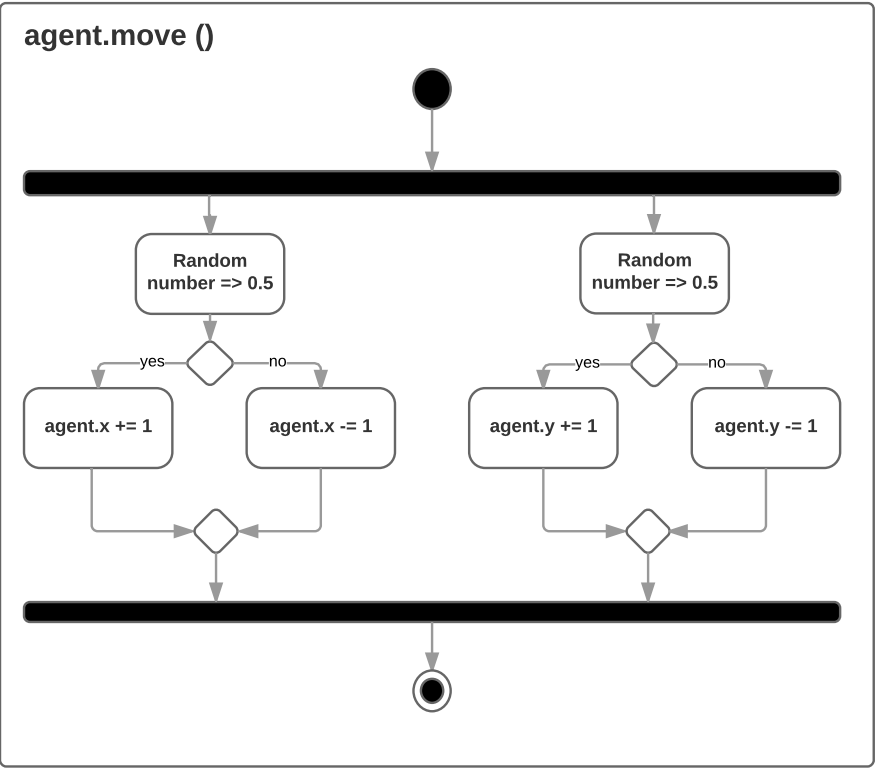 agent.move ()
Random
number => 0.5
Random
number => 0.5
yes
no
yes
no
agent.x += 1
agent.x -= 1
agent.y += 1
agent.y -= 1